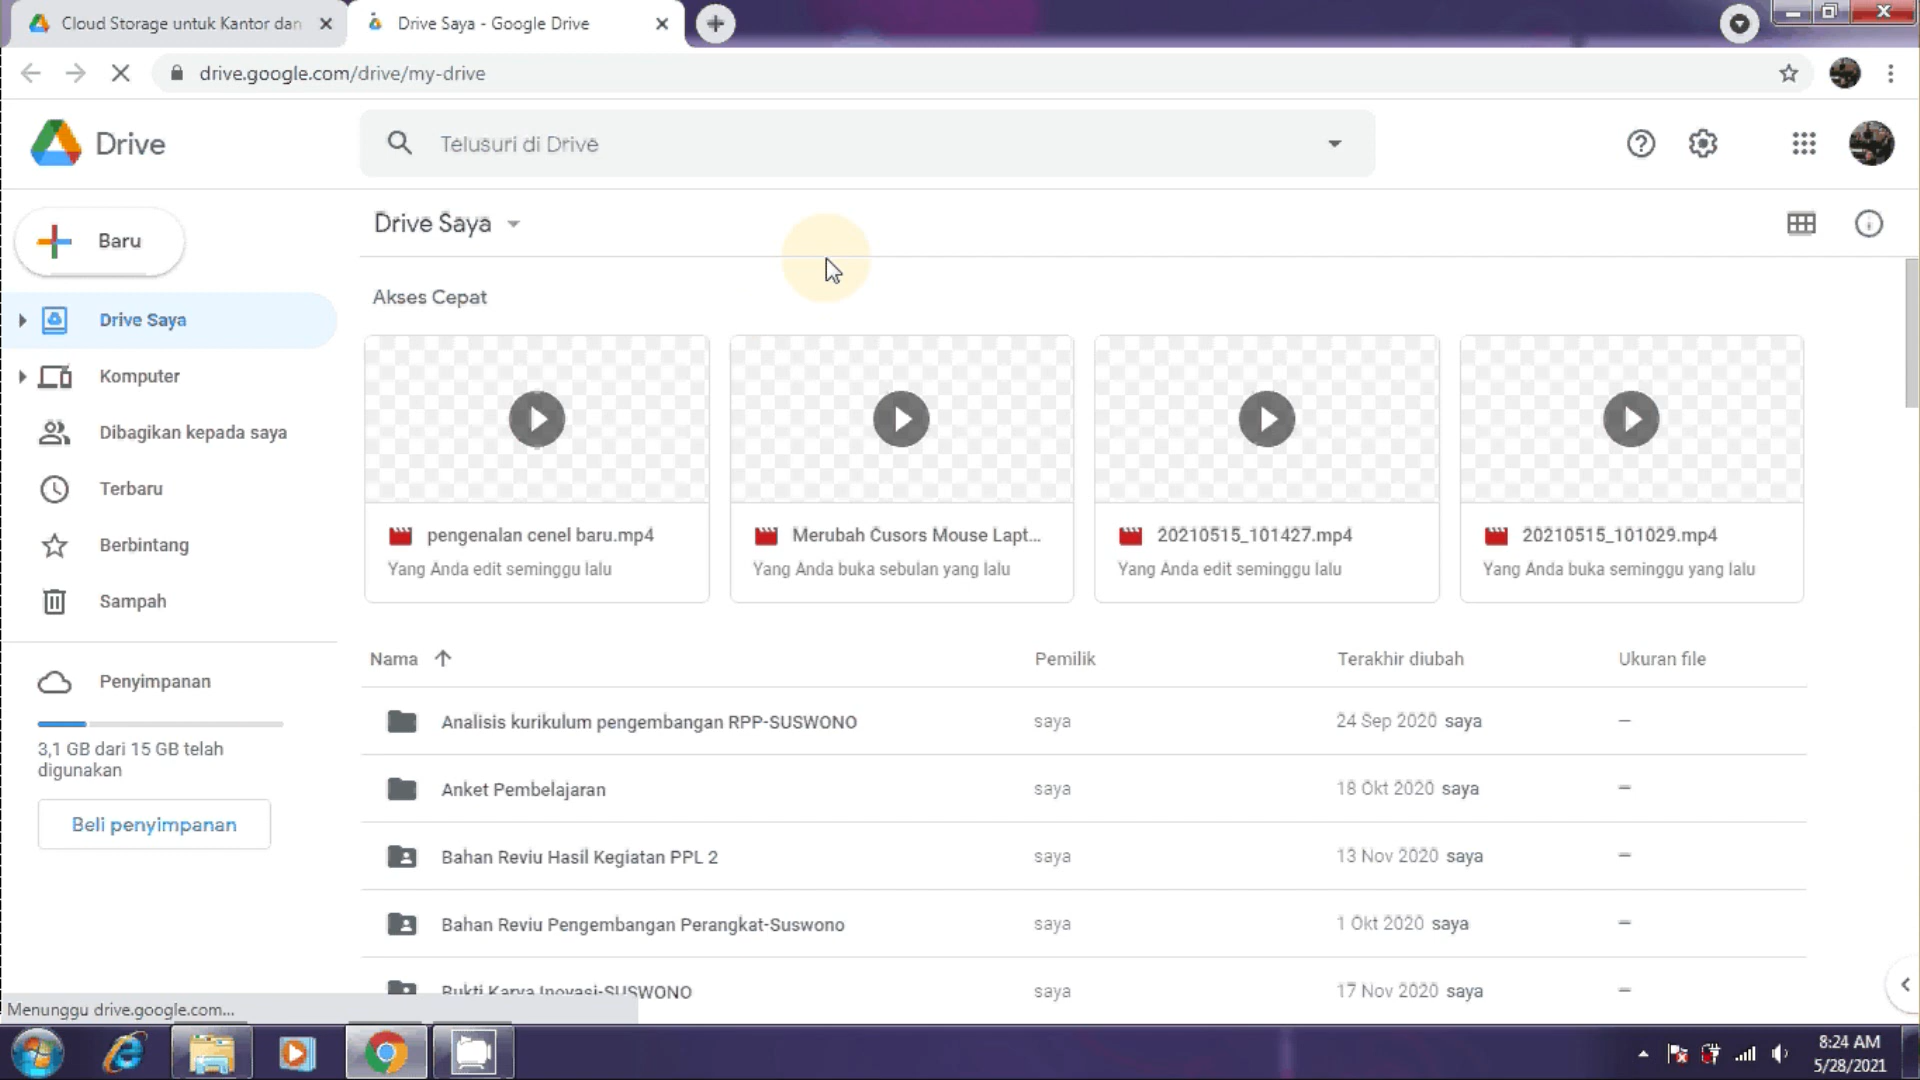 Cloud Storage untuk Kantor dan
Drive Saya - Google Drive
drive.google.com/drive/my-drive
Drive
Telusuri di Drive
Baru
Drive Saya
Komputer
Dibagikan kepada saya
Terbaru
Berbintang
Sampah
Penyimpanan
3,1 GB dari 15 GB telah
digunakan
Beli penyimpanan
Drive Saya
Akses Cepat
pengenalan cenel baru.mp4
Yang Anda edit seminggu lalu
Merubah Cusors Mouse Lapt...
Yang Anda buka sebulan yang lalu
20210515_101427.mp4
Yang Anda edit seminggu lalu
20210515_101029.mp4
Yang Anda buka seminggu yang lalu
Nama Pemilik Terakhir diubah Ukuran file
Analisis kurikulum pengembangan RPP-SUSWONO saya 24 Sep 2020 saya —
Anket Pembelajaran saya 18 Okt 2020 saya —
Bahan Reviu Hasil Kegiatan PPL 2 saya 13 Nov 2020 saya —
Bahan Reviu Pengembangan Perangkat-Suswono saya 1 Okt 2020 saya —
Bukti Karya Inovasi-SUSWONO saya 17 Nov 2020 saya —
Menunggu drive.google.com...
8:24 AM
5/28/2021